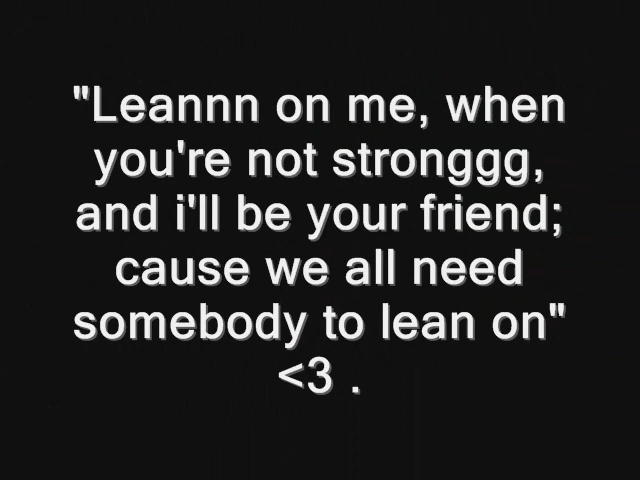 "Leannn on me, when
you're not stronggg,
and i'll be your friend;
cause we all need
somebody to lean on"
<3 .